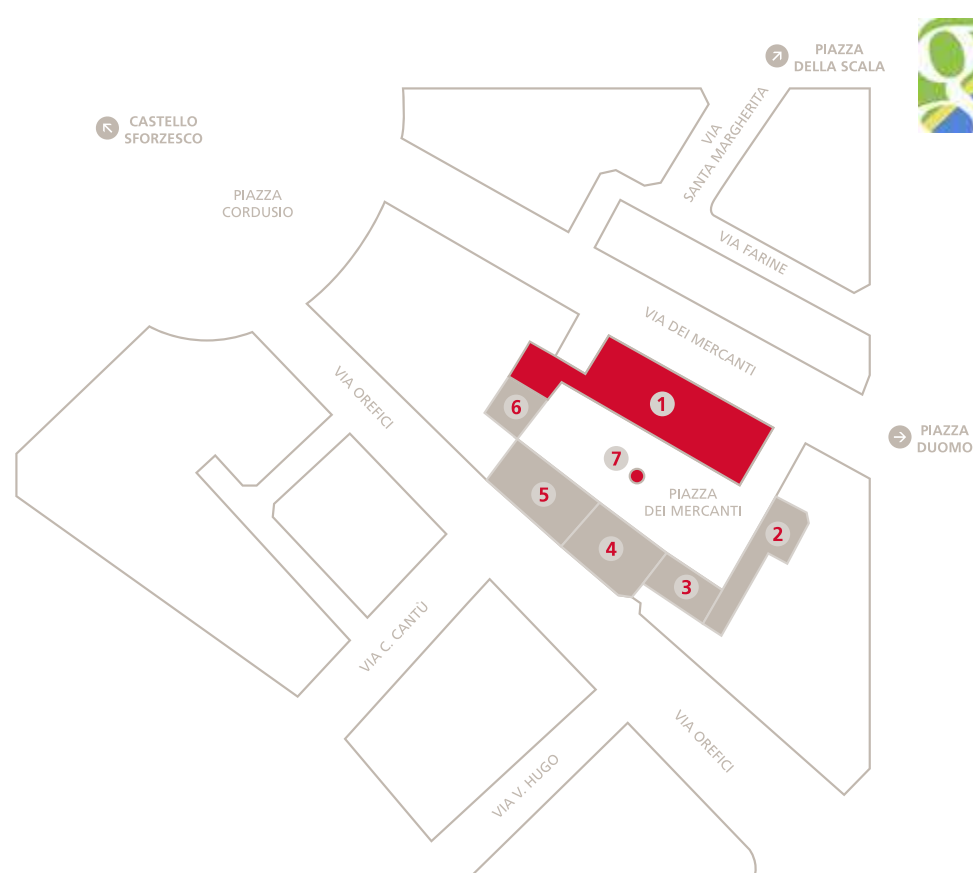 PIAZZA
DELLA SCALA
CASTELLO
SFORZESCO
VIA
SANTA MARGHERITA
PIAZZA
CORDUSIO
VIA FARINE
VIA DEI MERCANTI
VIA OREFICI
1
6
PIAZZA
DUOMO
7
5
PIAZZA
DEI MERCANTI
2
4
3
VIA C. CANTÙ
VIA OREFICI
VIA V. HUGO